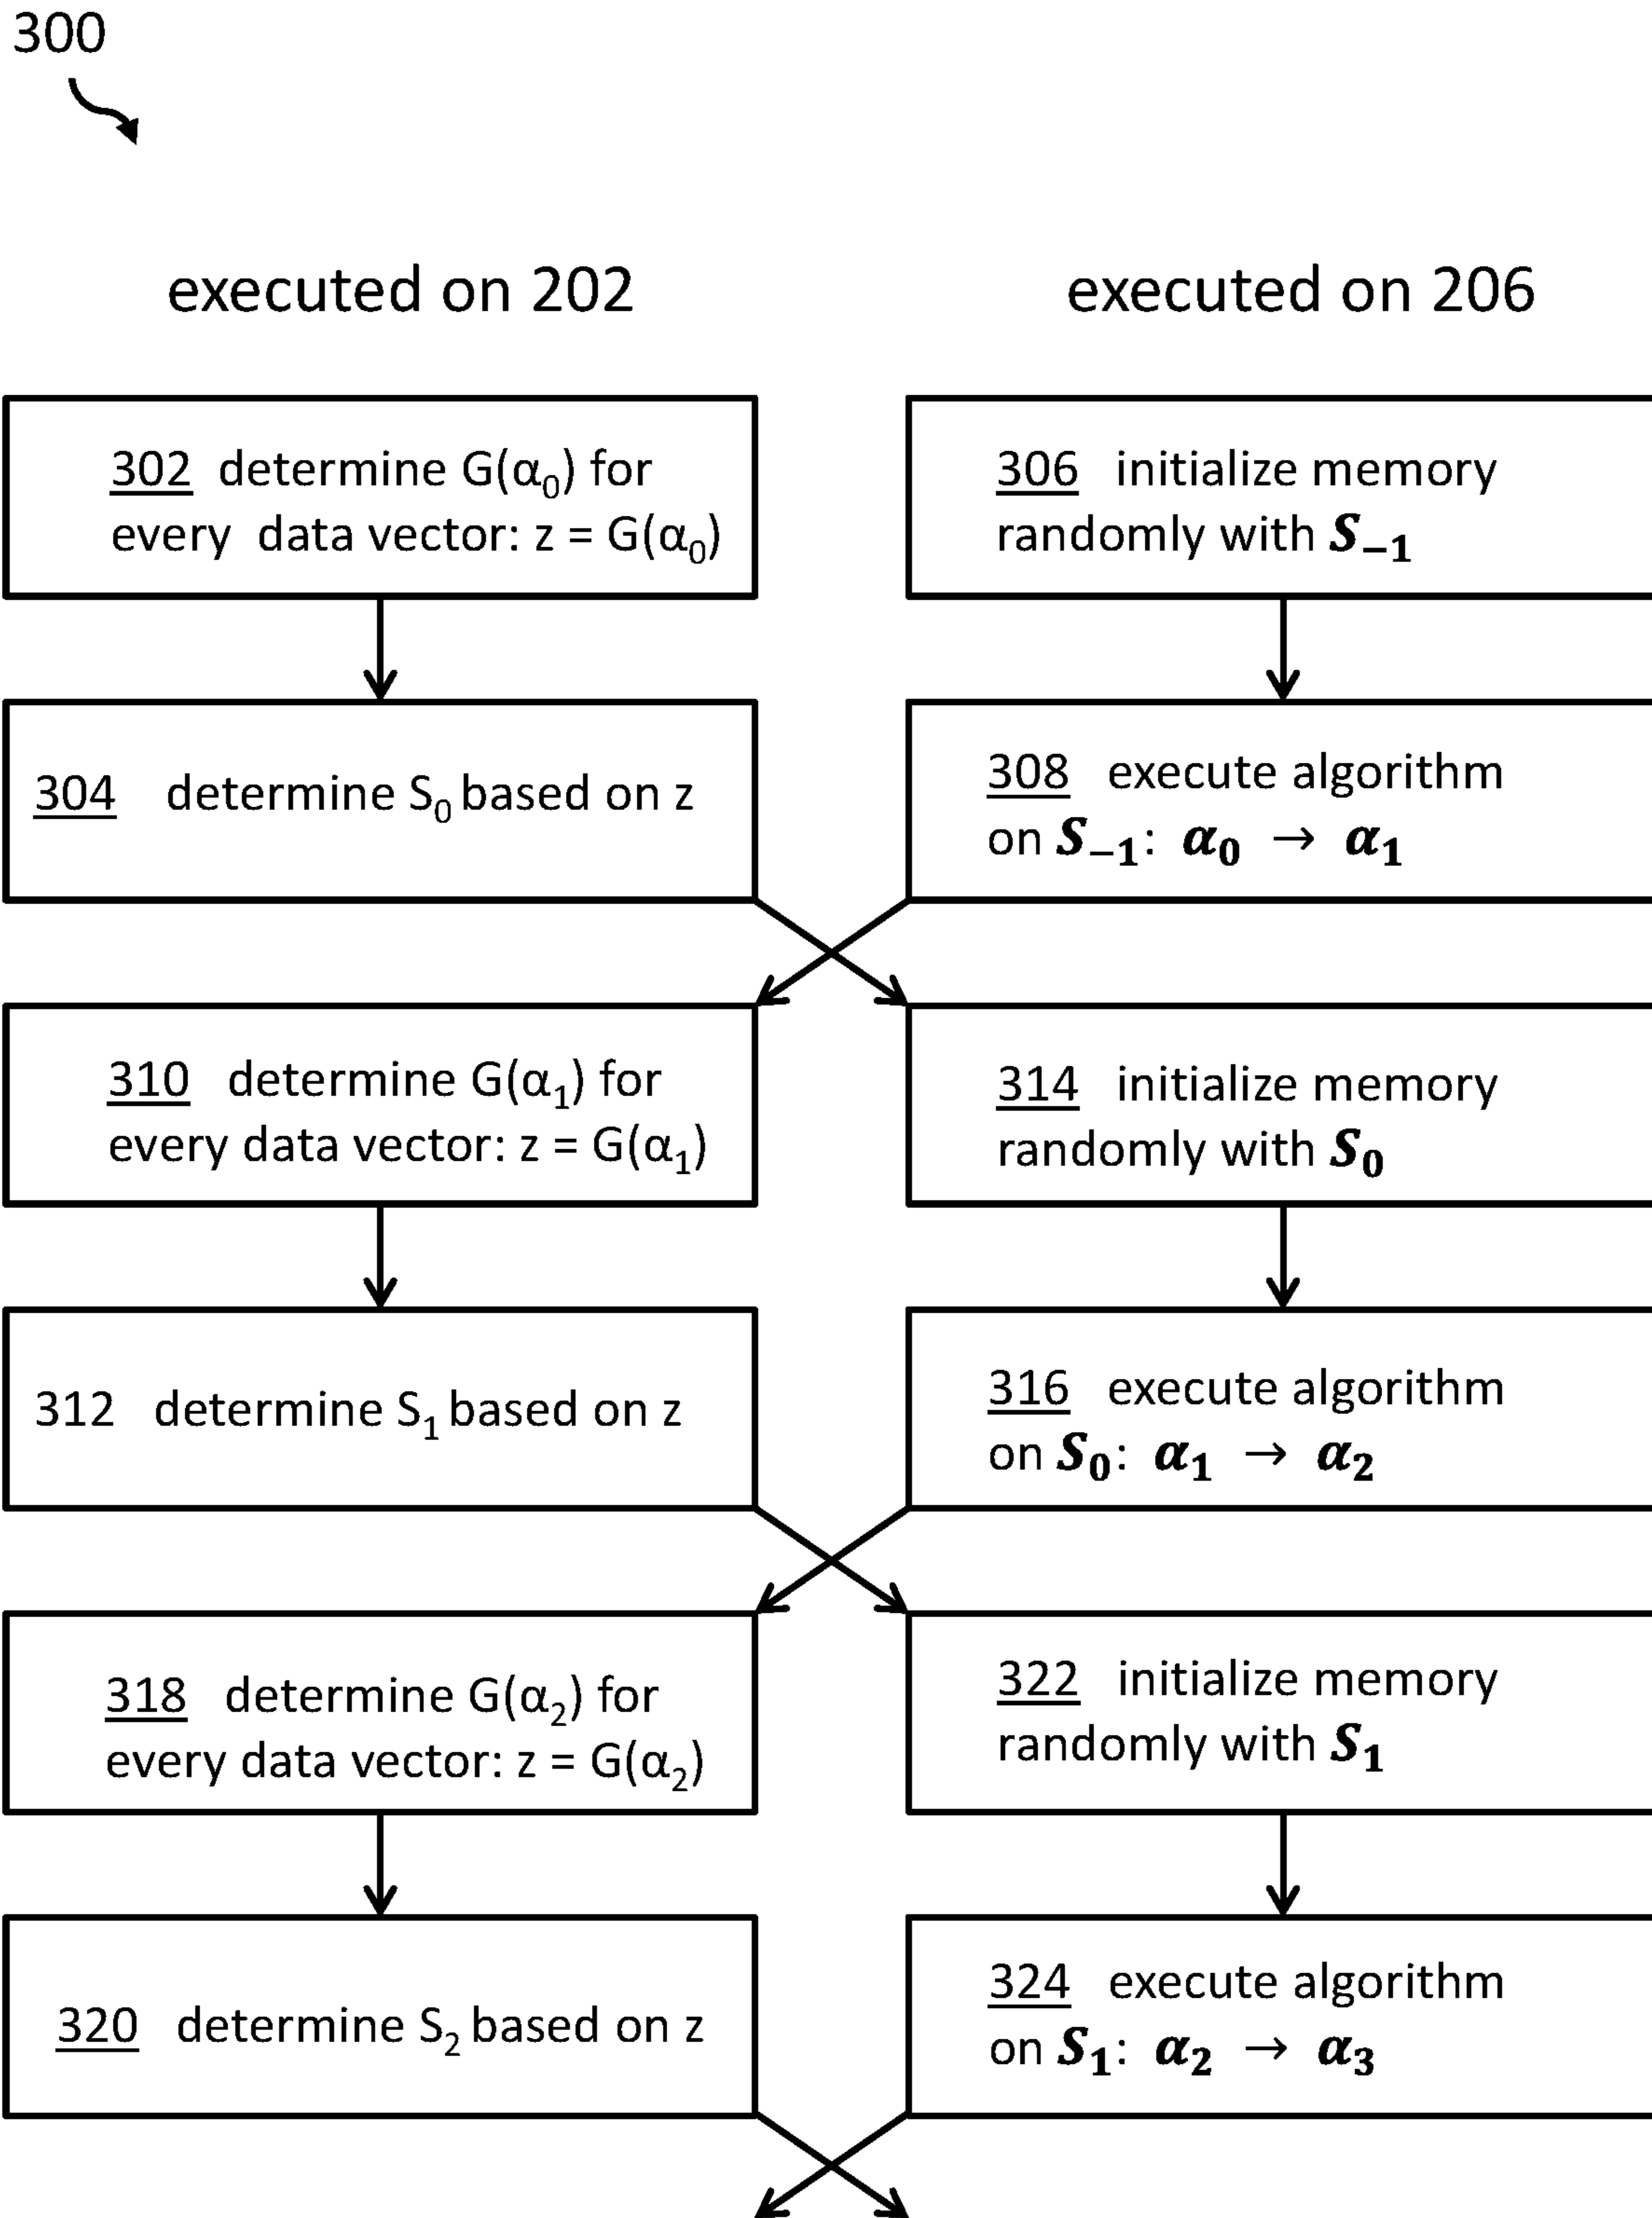 300
executed on 202
executed on 206
302 determine G(α₀) for
every data vector: z = G(α₀)
306 initialize memory
randomly with S₋₁
304 determine S₀ based on z
308 execute algorithm
on S₋₁: α₀ → α₁
310 determine G(α₁) for
every data vector: z = G(α₁)
314 initialize memory
randomly with S₀
312 determine S₁ based on z
316 execute algorithm
on S₀: α₁ → α₂
318 determine G(α₂) for
every data vector: z = G(α₂)
322 initialize memory
randomly with S₁
320 determine S₂ based on z
324 execute algorithm
on S₁: α₂ → α₃